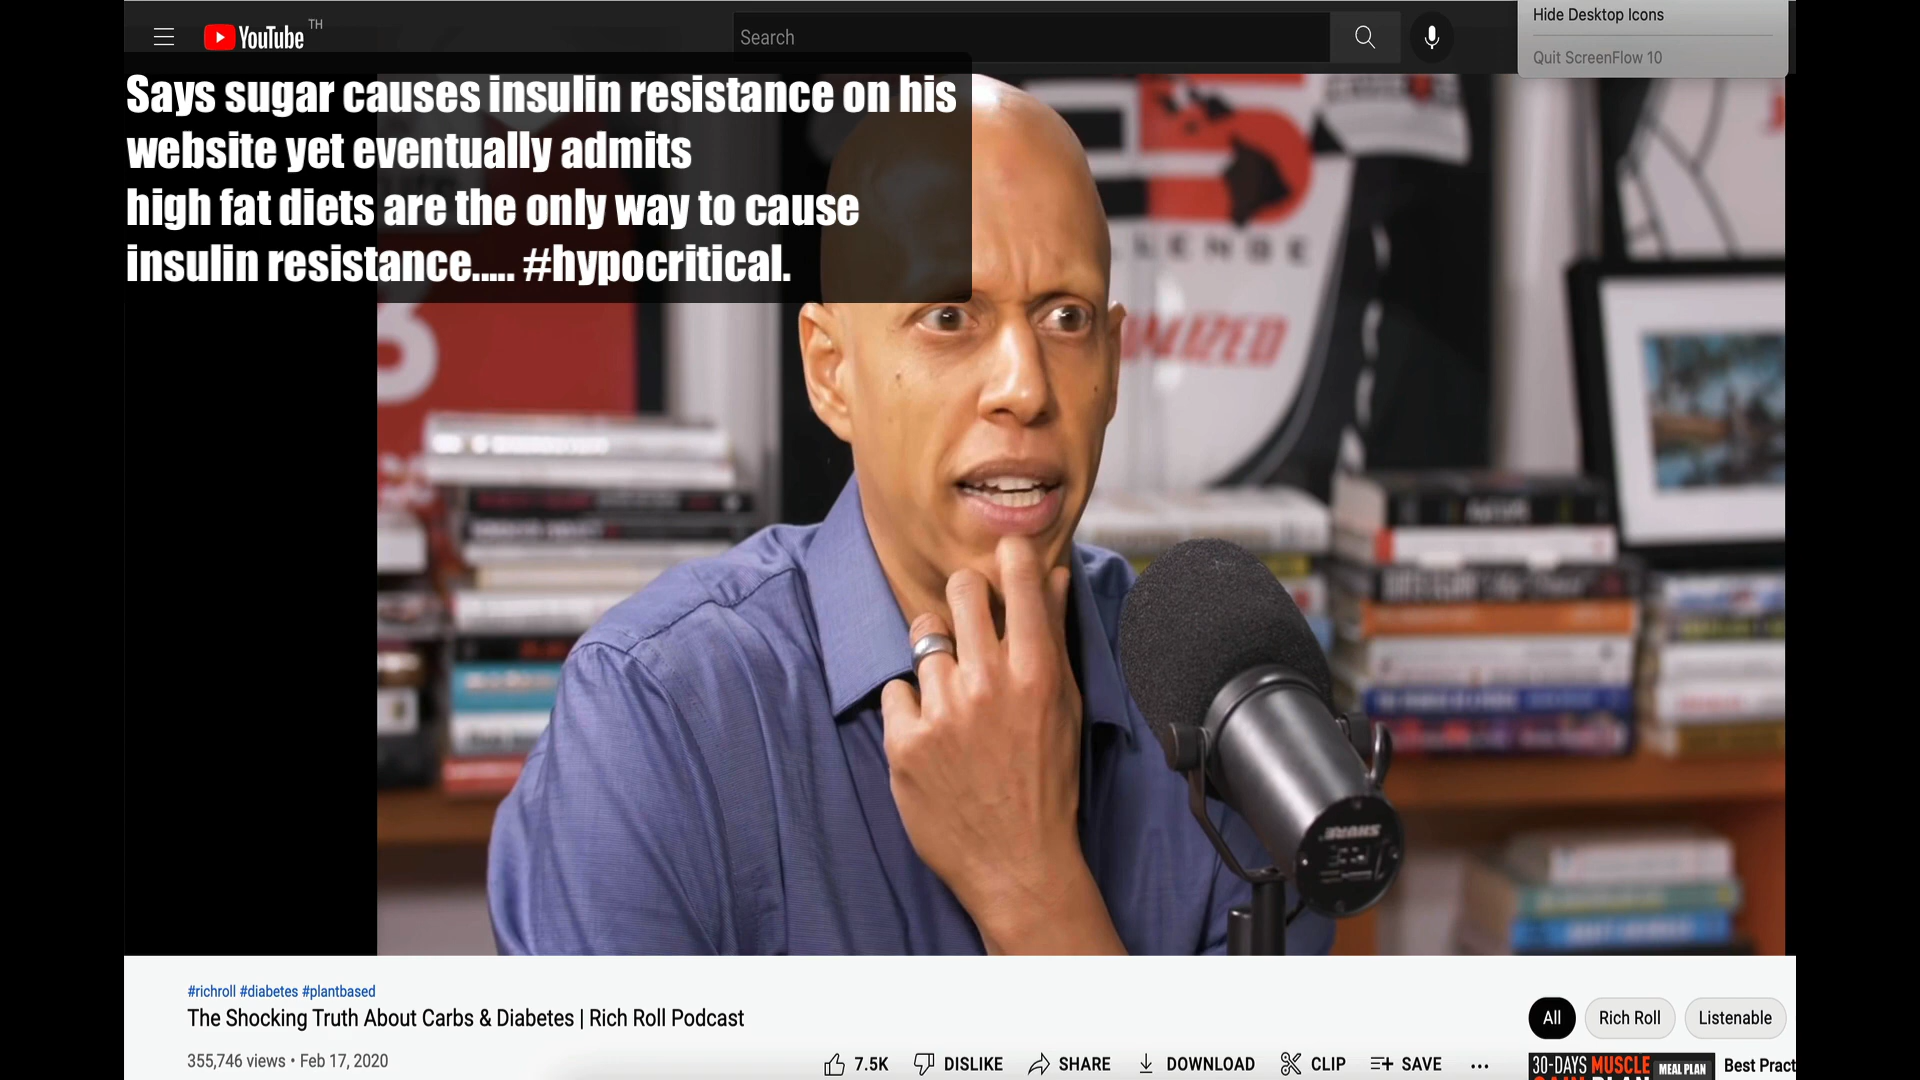 Hide Desktop Icons
YouTube TH
Search
Quit ScreenFlow 10
Says sugar causes insulin resistance on his
website yet eventually admits
high fat diets are the only way to cause
insulin resistance..... #hypocritical.
LENGE
SHURE
#richroll #diabetes #plantbased
The Shocking Truth About Carbs & Diabetes | Rich Roll Podcast
355,746 views • Feb 17, 2020
7.5K DISLIKE SHARE DOWNLOAD CLIP SAVE ...
All Rich Roll Listenable
30-DAYS MUSCLE
MEAL PLAN
Best Pract